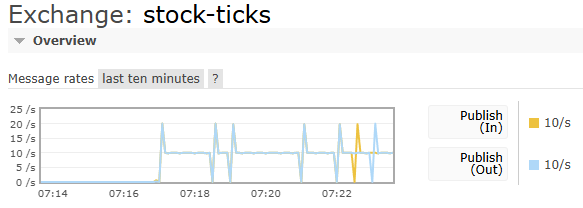 Exchange: stock-ticks
Overview
Message rates last ten minutes ?
25 /s
20 /s
15 /s
10 /s
5 /s
0 /s
07:14 07:16 07:18 07:20 07:22
Publish
(In)
10/s
Publish
(Out)
10/s